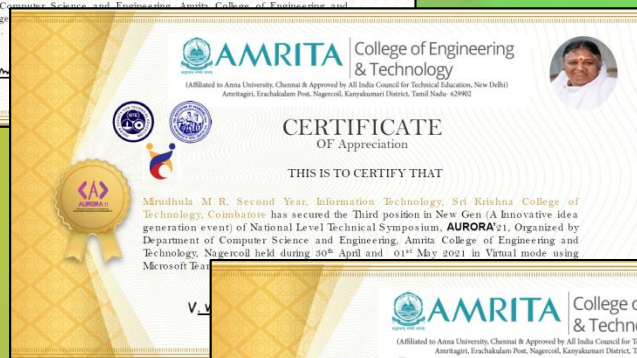 Computer Science and Engineering, Amrita College of Engineering and
AMRITA College of Engineering
& Technology
(Affiliated to Anna University, Chennai & Approved by All India Council for Technical Education, New Delhi)
Amritagiri, Erachakulam Post, Nagercoil, Kanyakumari District, Tamil Nadu- 629902
CERTIFICATE
OF Appreciation
THIS IS TO CERTIFY THAT
AURORA'21
Mirudhula M R, Second Year, Information Technology, Sri Krishna College of
Technology, Coimbatore has secured the Third position in New Gen (A Innovative idea
generation event) of National Level Technical Symposium, AURORA'21, Organized by
Department of Computer Science and Engineering, Amrita College of Engineering and
Technology, Nagercoil held during 30th April and 01st May 2021 in Virtual mode using
Microsoft Tear
V. V
AMRITA College o
& Techn
(Affiliated to Anna University, Chennai & Approved by All India Council for T
Amritagiri, Erachakulam Post, Nagercoil, Kanyakumari District, T